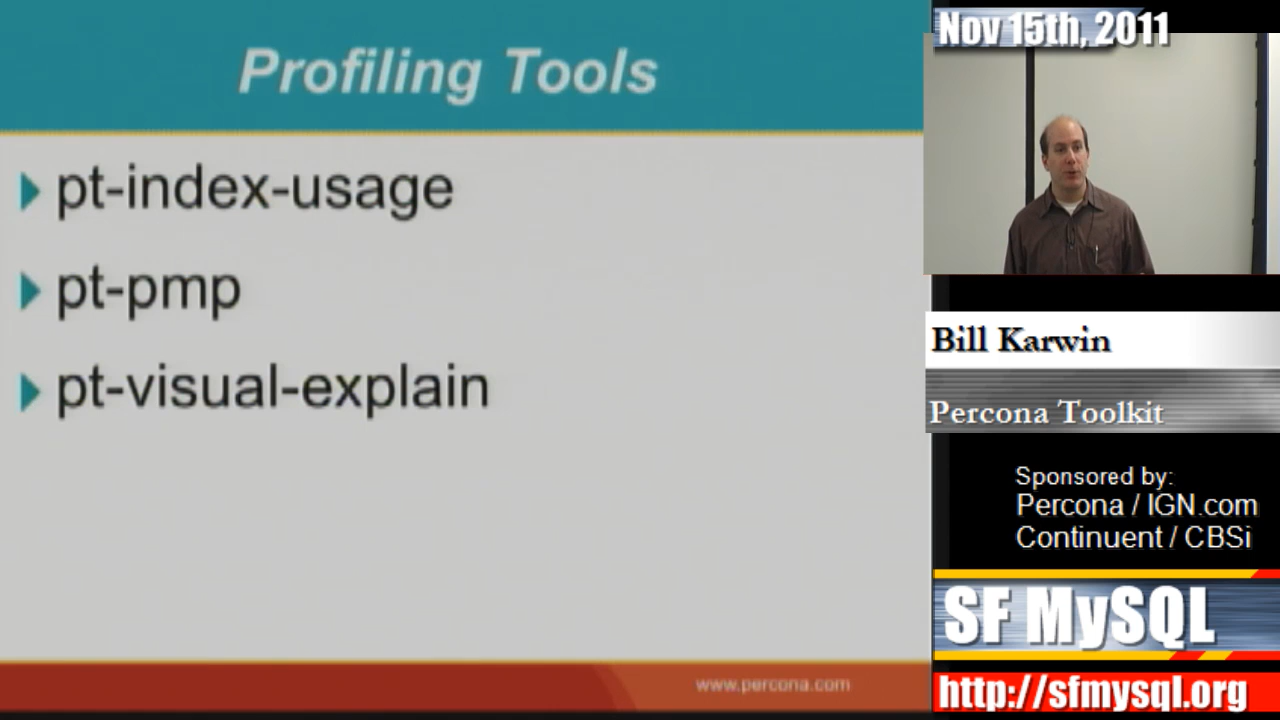 Profiling Tools
pt-index-usage
pt-pmp
pt-visual-explain
www.percona.com
Nov 15th, 2011
Bill Karwin
Percona Toolkit
Sponsored by:
Percona / IGN.com
Continuent / CBSi
SF MySQL
http://sfmysql.org